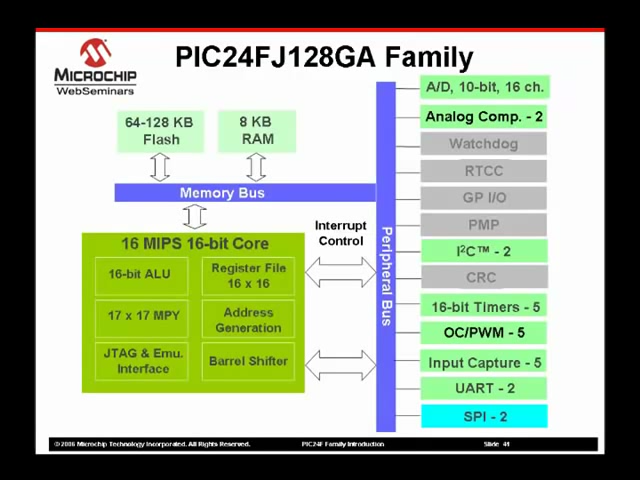 PIC24FJ128GA Family
MICROCHIP
WebSeminars
64-128 KB
Flash
8 KB
RAM
Memory Bus
16 MIPS 16-bit Core
16-bit ALU
Register File
16 x 16
17 x 17 MPY
Address
Generation
JTAG & Emu.
Interface
Barrel Shifter
Interrupt
Control
Peripheral Bus
A/D, 10-bit, 16 ch.
Analog Comp. - 2
Watchdog
RTCC
GP I/O
PMP
I²C™ - 2
CRC
16-bit Timers - 5
OC/PWM - 5
Input Capture - 5
UART - 2
SPI - 2
© 2006 Microchip Technology Incorporated. All Rights Reserved.
PIC24F Family Introduction
Slide 41